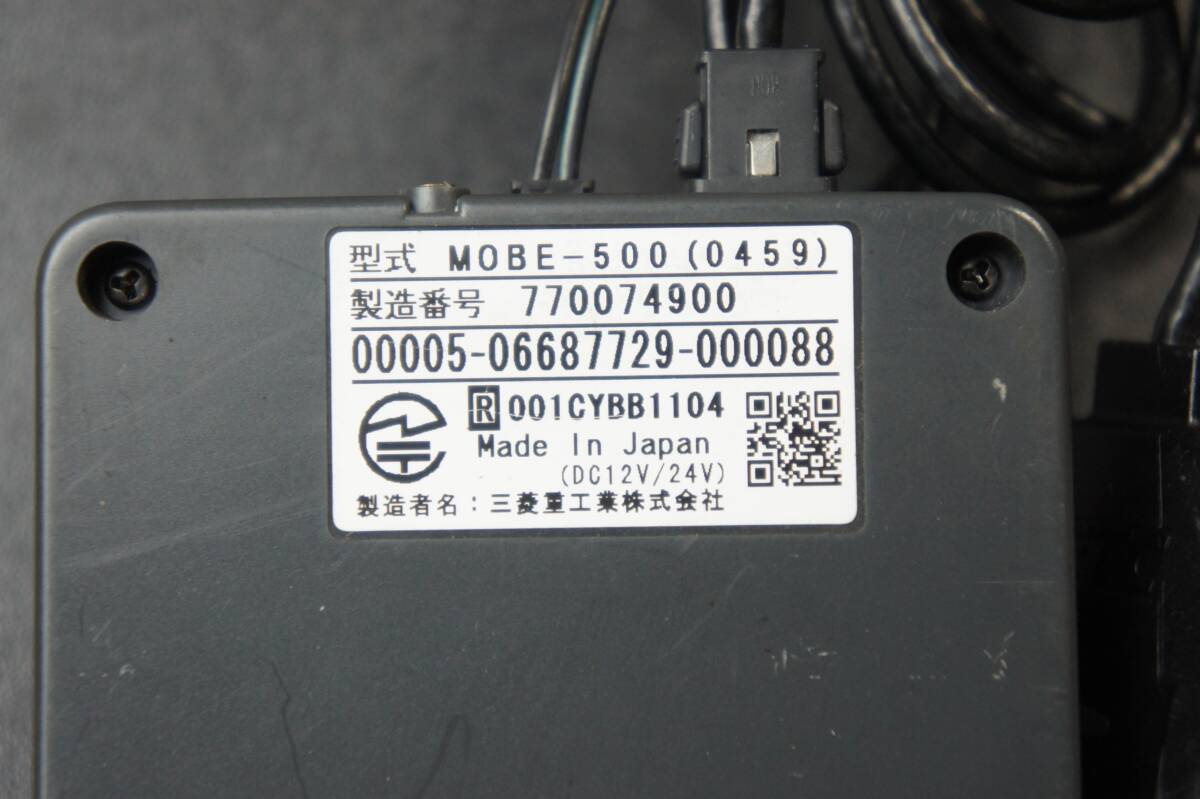 型式 MOBE-500(0459)
製造番号 770074900
00005-06687729-000088
R 001CYBB1104
Made In Japan
(DC12V/24V)
製造者名：三菱重工業株式会社